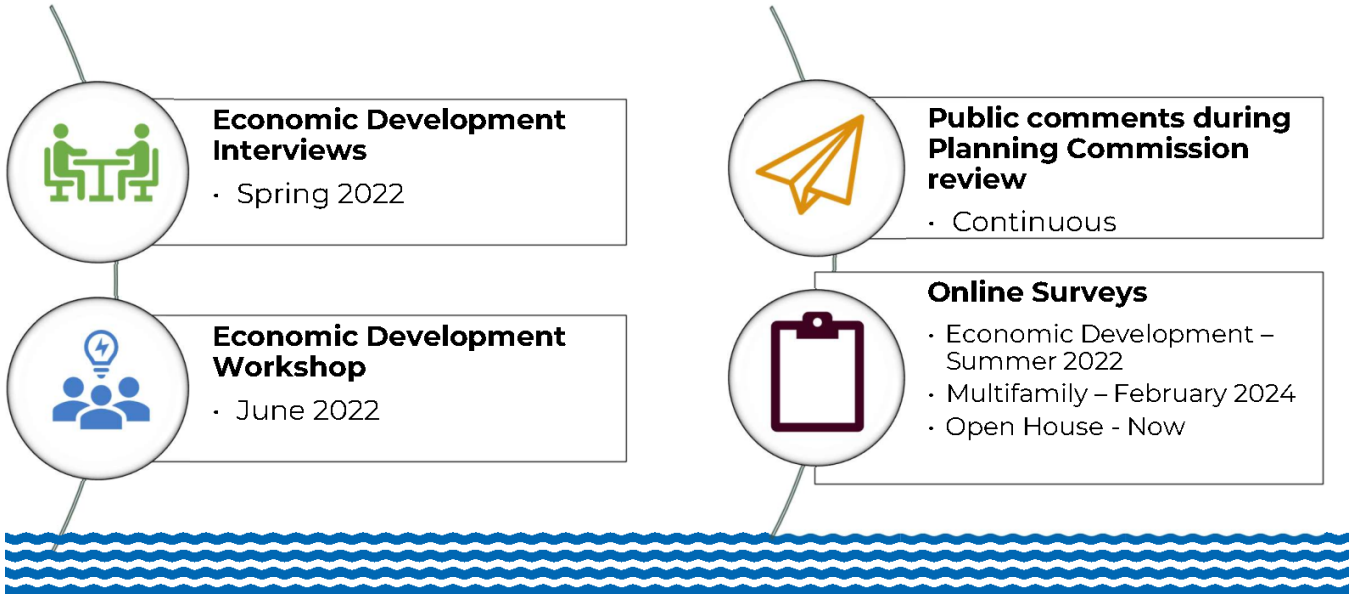 Economic Development
Interviews
· Spring 2022
Economic Development
Workshop
· June 2022
Public comments during
Planning Commission
review
· Continuous
Online Surveys
· Economic Development –
Summer 2022
· Multifamily – February 2024
· Open House - Now